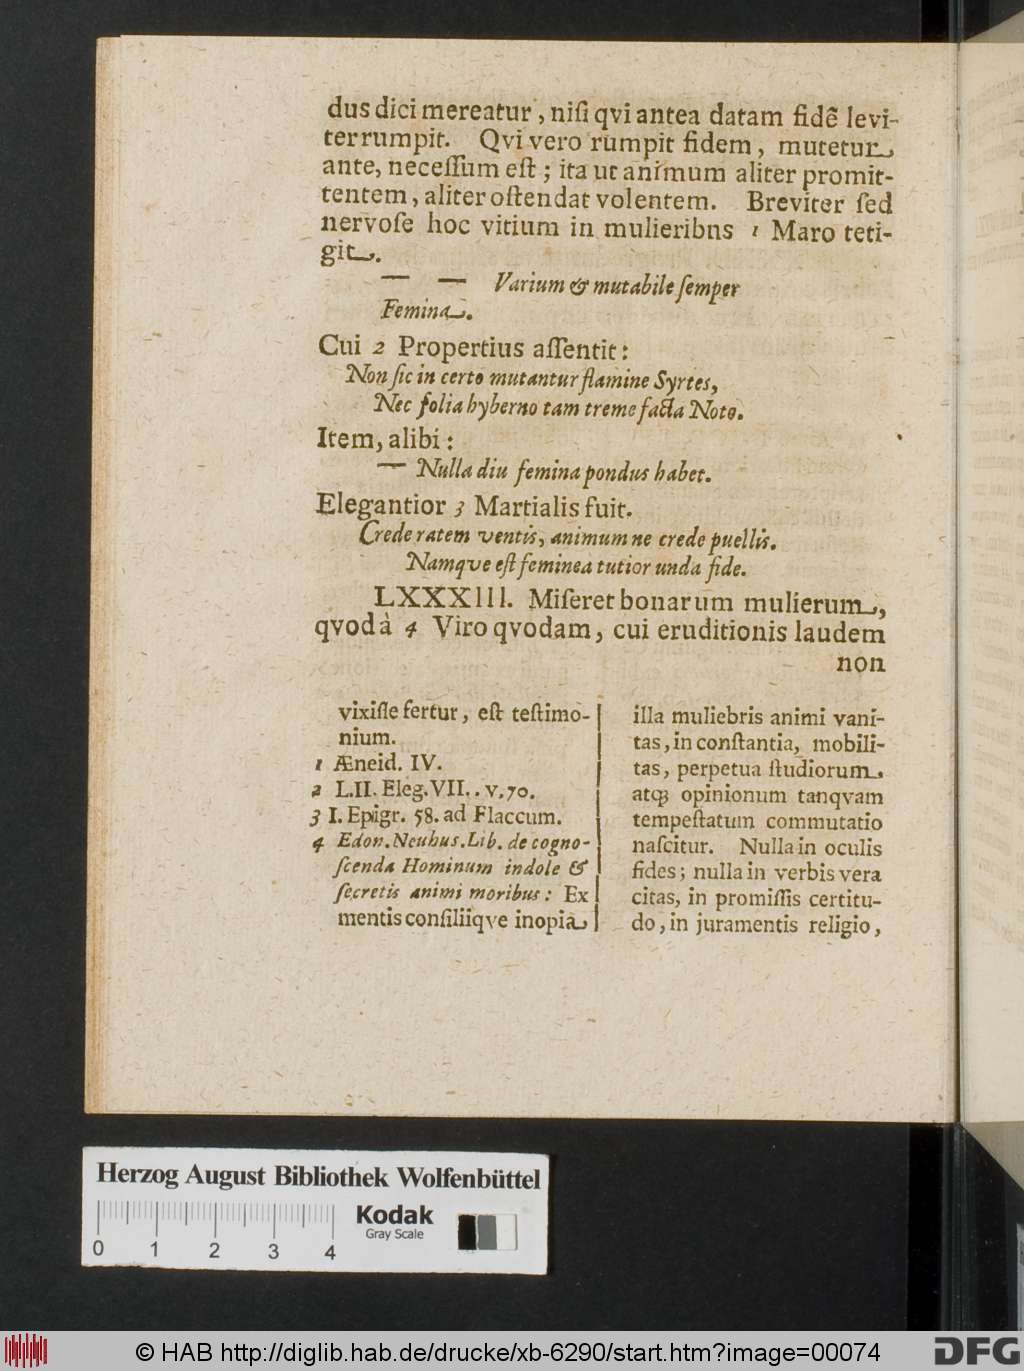 dus dici mereatur, niſi qvi antea datam fidẽ levi-
ter rumpit. Qvi vero rumpit fidem, mutetur
ante, neceſſum eſt; ita ut animum aliter promit-
tentem, aliter oſtendat volentem. Breviter ſed
nervoſe hoc vitium in mulieribns 1 Maro teti-
git.
— — Varium & mutabile ſemper
Femina.
Cui 2 Propertius aſſentit:
Non ſic in certo mutantur flamine Syrtes,
Nec folia hyberno tam tremefacta Noto.
Item, alibi:
— Nulla diu femina pondus habet.
Elegantior 3 Martialis fuit.
Crede ratem ventis, animum ne crede puellis.
Namqve eſt feminea tutior unda fide.
LXXXIII. Miſeret bonarum mulierum,
qvod à 4 Viro qvodam, cui eruditionis laudem
non
vixiſſe fertur, eſt teſtimo-
nium.
1 Æneid. IV.
2 L.II. Eleg. VII.. v.70.
3 I. Epigr. 58. ad Flaccum.
4 Edon. Neuhus. Lib. de cogno-
ſcenda Hominum indole &
ſecretis animi moribus: Ex
mentis conſiliiqve inopia
illa muliebris animi vani-
tas, in conſtantia, mobili-
tas, perpetua ſtudiorum
atqꝫ opinionum tanqvam
tempeſtatum commutatio
naſcitur. Nulla in oculis
fides; nulla in verbis vera
citas, in promiſſis certitu-
do, in juramentis religio,
Herzog August Bibliothek Wolfenbüttel
Kodak
Gray Scale
0 1 2 3 4
© HAB http://diglib.hab.de/drucke/xb-6290/start.htm?image=00074
DFG